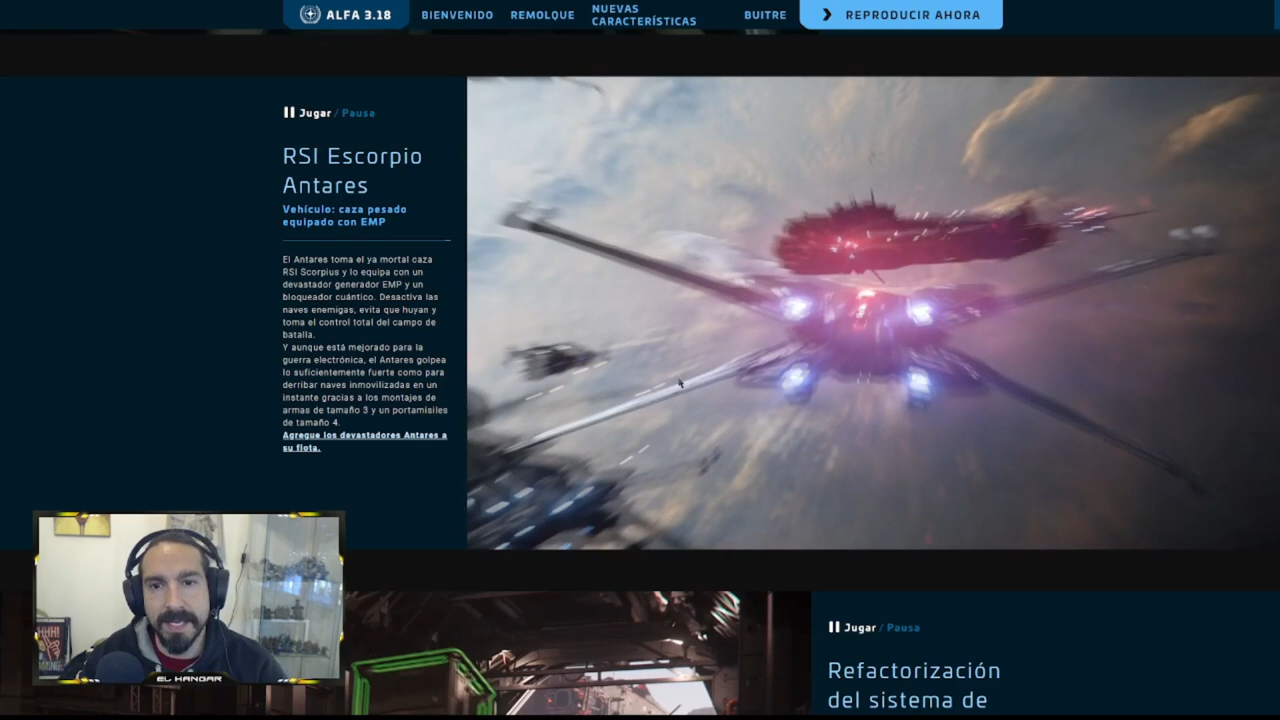 ALFA 3.18
BIENVENIDO
REMOLQUE
NUEVAS
CARACTERÍSTICAS
BUITRE
REPRODUCIR AHORA
Jugar / Pausa
RSI Escorpio
Antares
Vehículo: caza pesado
equipado con EMP
El Antares toma el ya mortal caza
RSI Scorpius y lo equipa con un
devastador generador EMP y un
bloqueador cuántico. Desactiva las
naves enemigas, evita que huyan y
toma el control total del campo de
batalla.
Y aunque está mejorado para la
guerra electrónica, el Antares golpea
lo suficientemente fuerte como para
derribar naves inmovilizadas en un
instante gracias a los montajes de
armas de tamaño 3 y un portamisiles
de tamaño 4.
Agregue los devastadores Antares a
su flota.
EL HANGAR
Jugar / Pausa
Refactorización
del sistema de